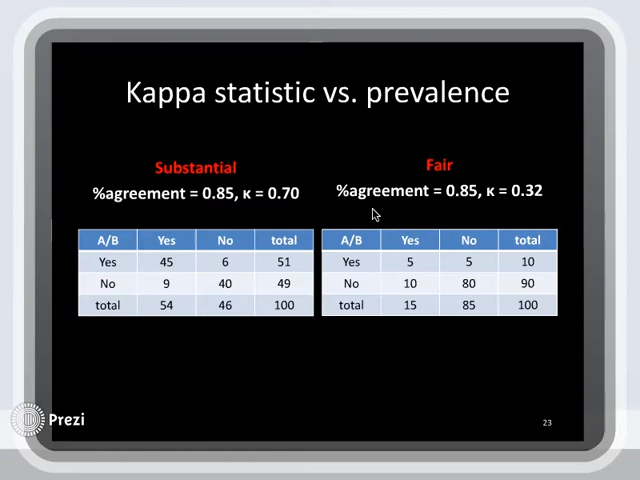 Kappa statistic vs. prevalence
Substantial
%agreement = 0.85, κ = 0.70
A/B Yes No total
Yes 45 6 51
No 9 40 49
total 54 46 100
Fair
%agreement = 0.85, κ = 0.32
A/B Yes No total
Yes 5 5 10
No 10 80 90
total 15 85 100
Prezi
23